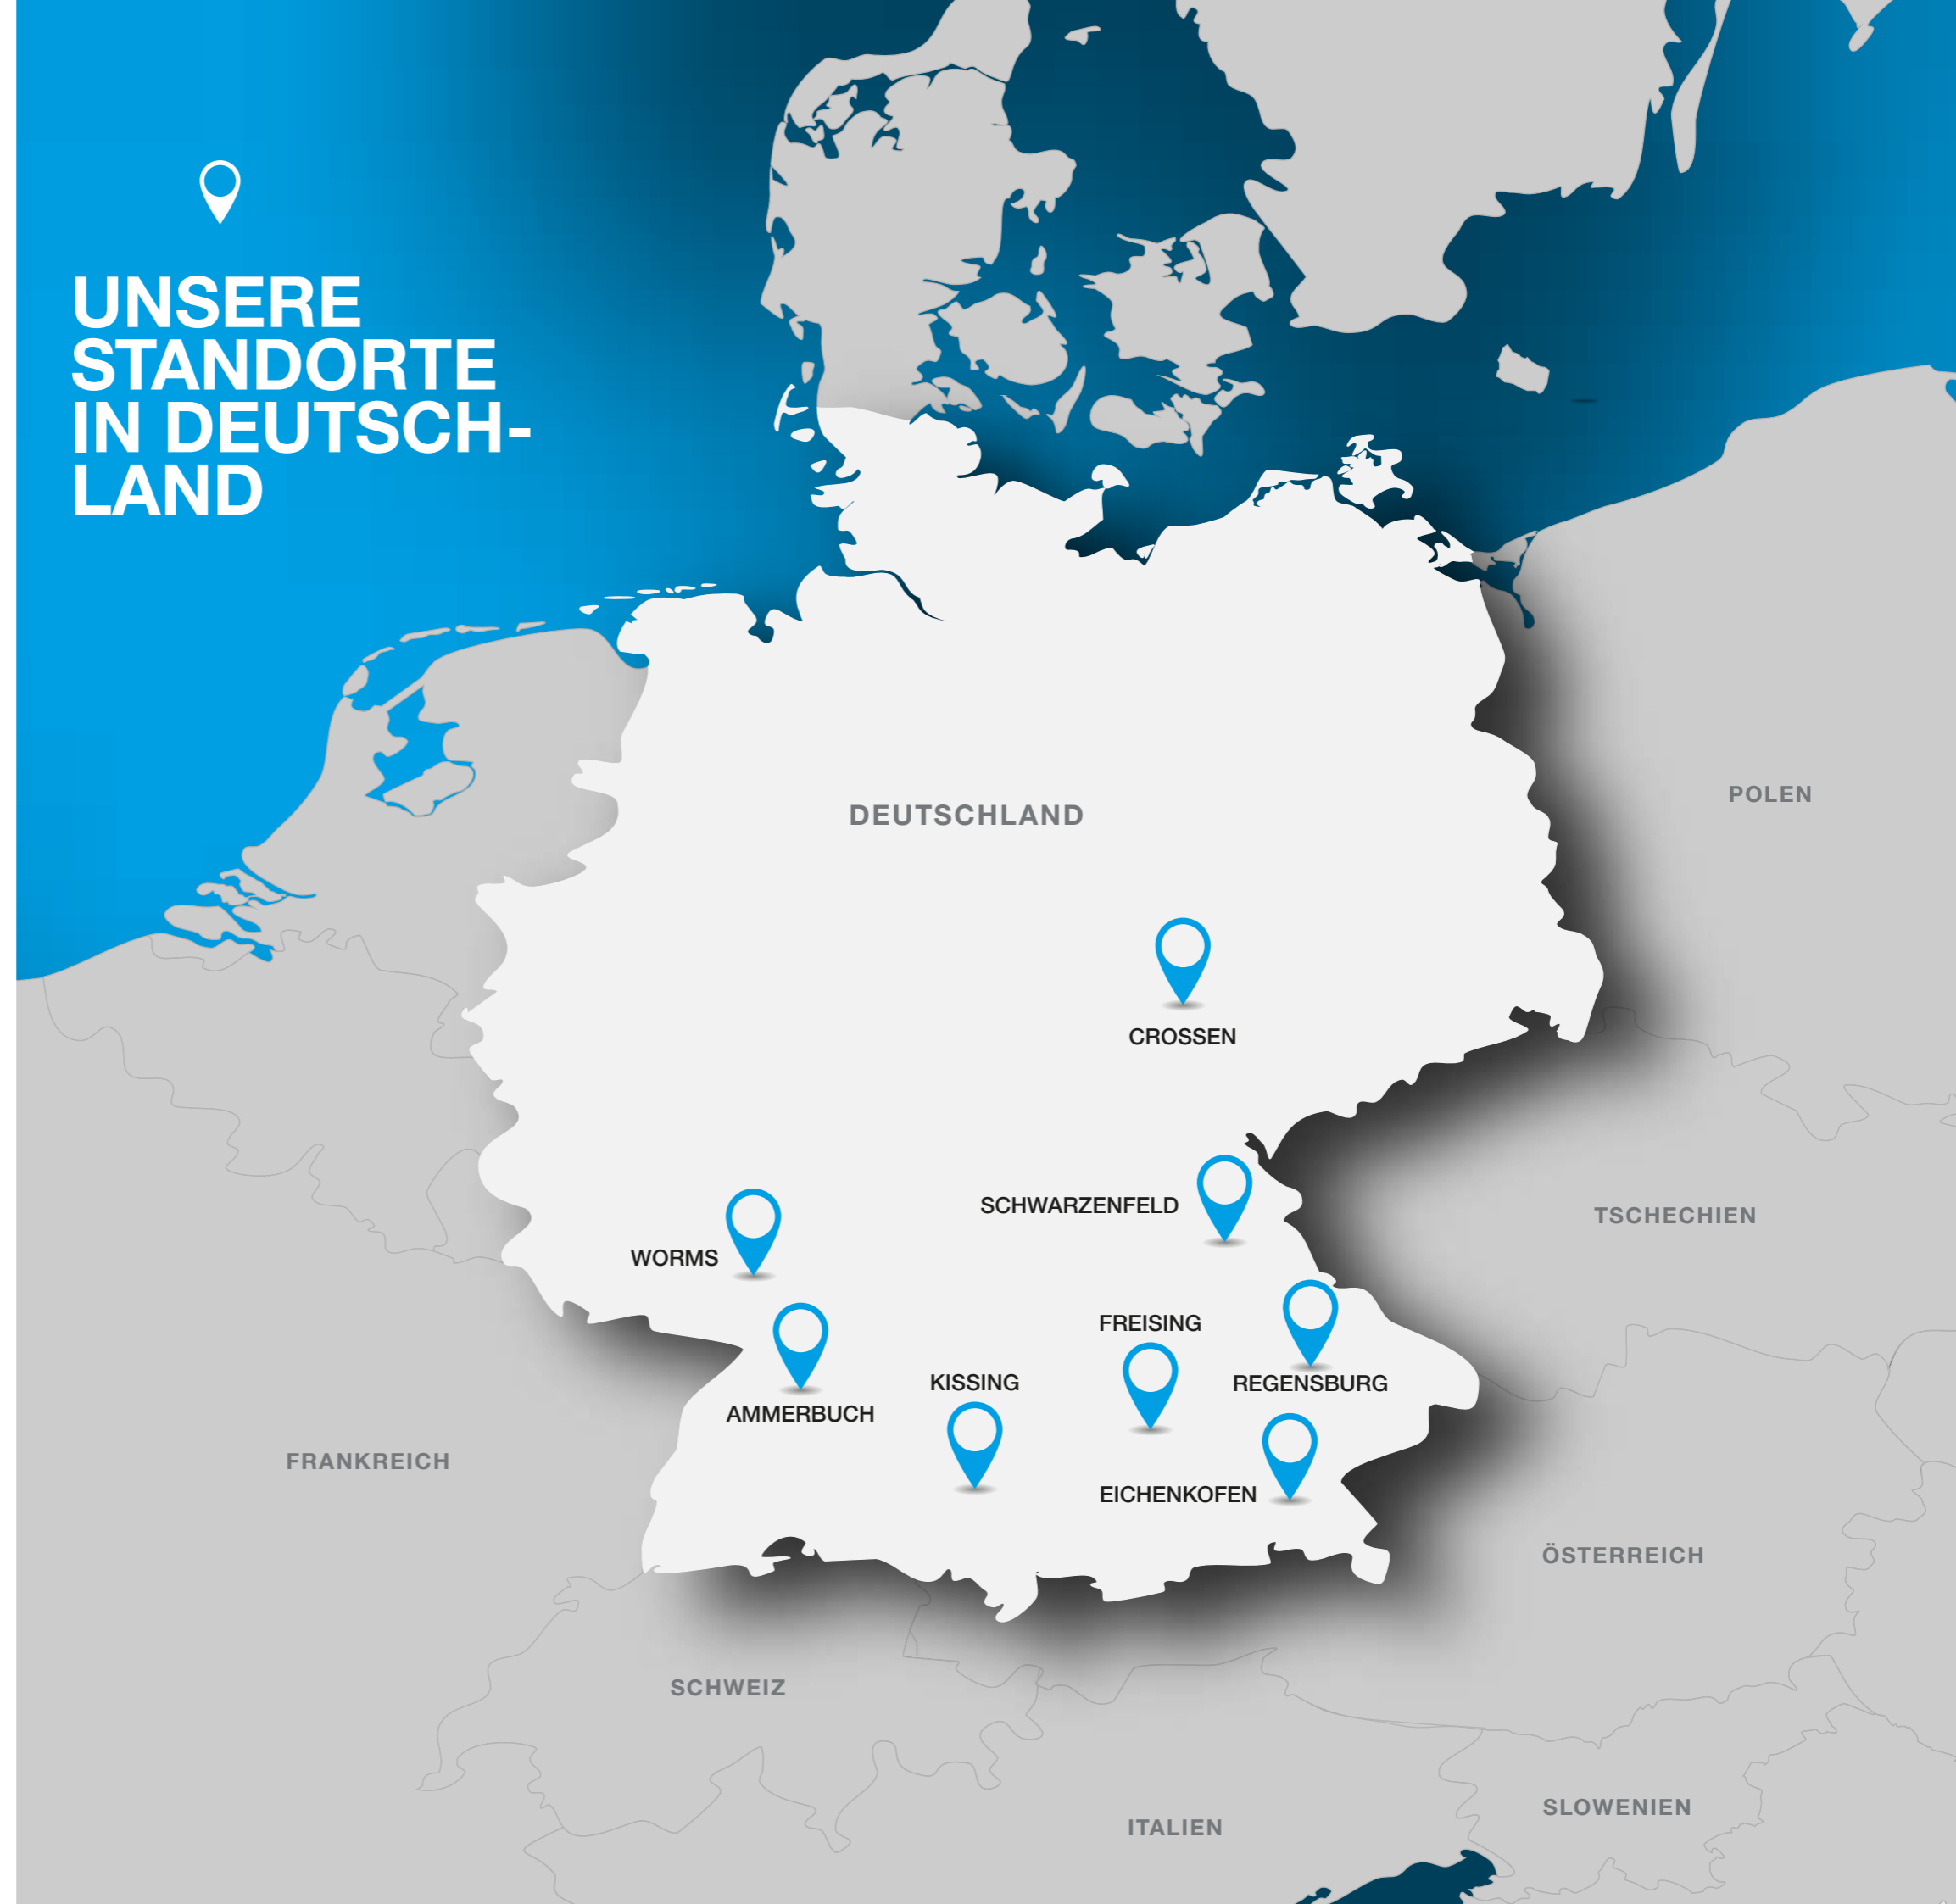 UNSERE
STANDORTE
IN DEUTSCH-
LAND
DEUTSCHLAND
POLEN
CROSSEN
SCHWARZENFELD
TSCHECHIEN
WORMS
FREISING
KISSING
REGENSBURG
AMMERBUCH
FRANKREICH
EICHENKOFEN
ÖSTERREICH
SCHWEIZ
SLOWENIEN
ITALIEN